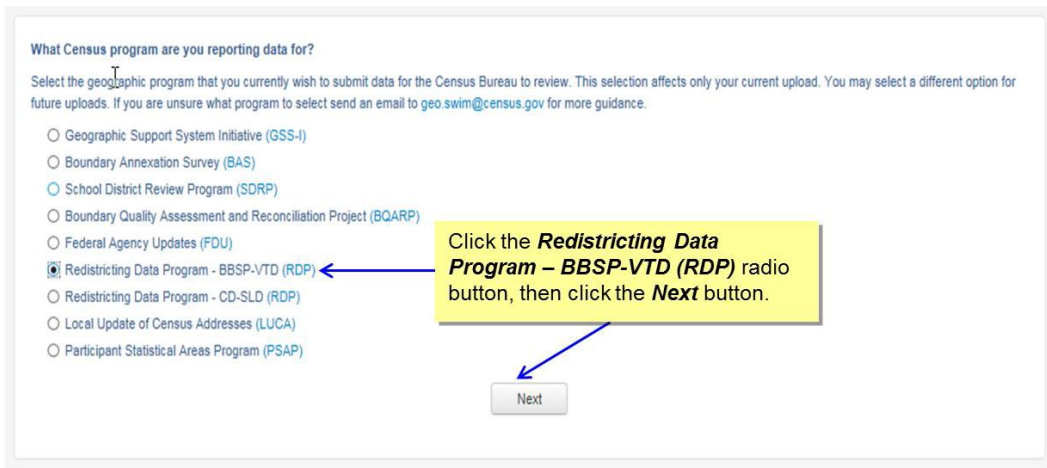 What Census program are you reporting data for?
Select the geographic program that you currently wish to submit data for the Census Bureau to review. This selection affects only your current upload. You may select a different option for
future uploads. If you are unsure what program to select send an email to geo.swim@census.gov for more guidance.
Geographic Support System Initiative (GSS-I)
Boundary Annexation Survey (BAS)
School District Review Program (SDRP)
Boundary Quality Assessment and Reconciliation Project (BQARP)
Federal Agency Updates (FDU)
Redistricting Data Program - BBSP-VTD (RDP)
Redistricting Data Program - CD-SLD (RDP)
Local Update of Census Addresses (LUCA)
Participant Statistical Areas Program (PSAP)
Click the Redistricting Data
Program – BBSP-VTD (RDP) radio
button, then click the Next button.
Next